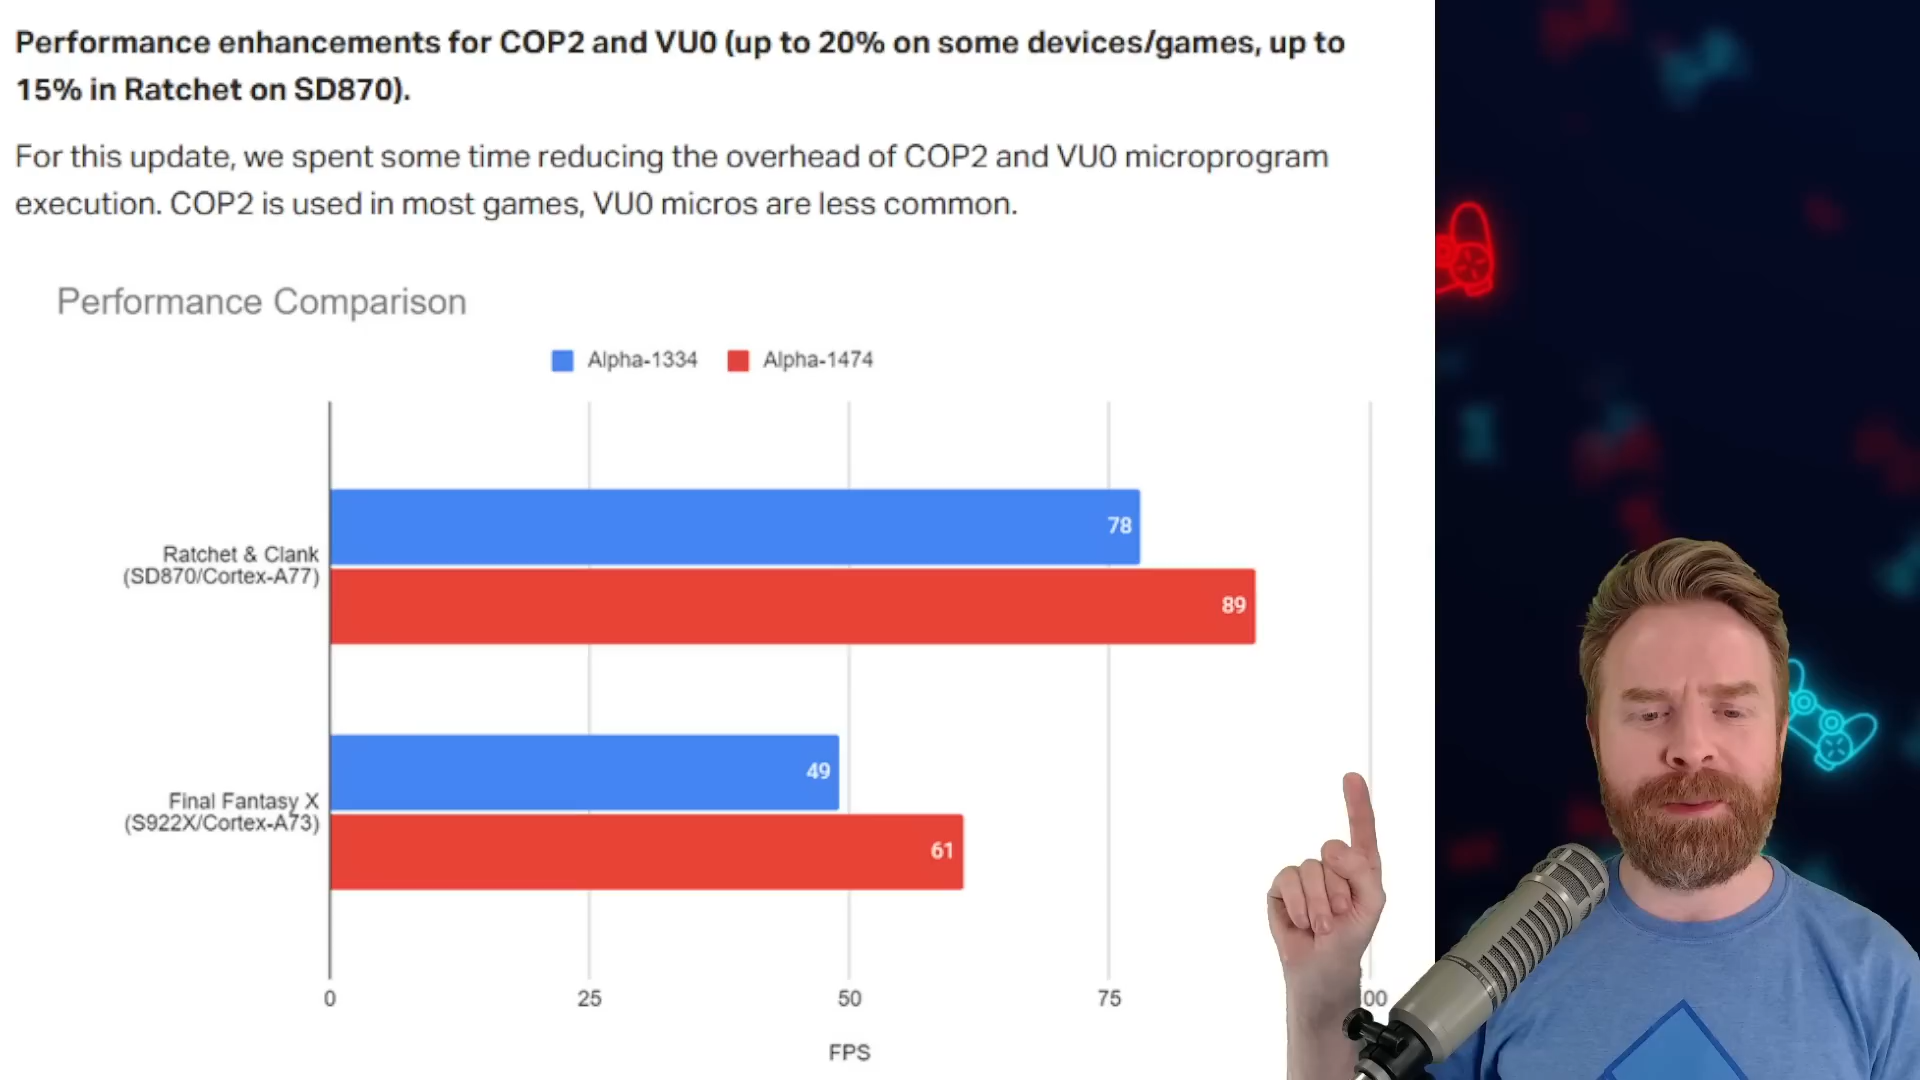 Performance enhancements for COP2 and VU0 (up to 20% on some devices/games, up to
15% in Ratchet on SD870).
For this update, we spent some time reducing the overhead of COP2 and VU0 microprogram
execution. COP2 is used in most games, VU0 micros are less common.
Performance Comparison
Alpha-1334
Alpha-1474
Ratchet & Clank
(SD870/Cortex-A77)
78
89
Final Fantasy X
(S922X/Cortex-A73)
49
61
0
25
50
75
00
FPS